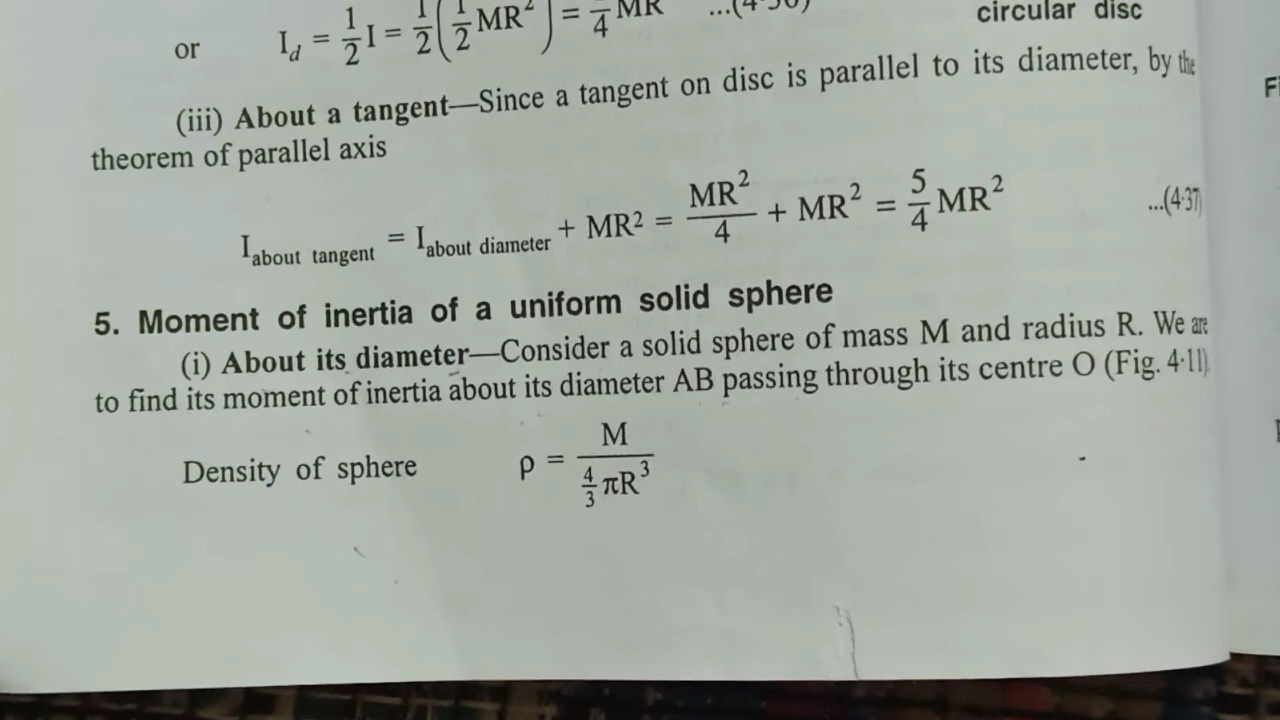 circular disc
or I_d = 1/2 I = 1/2 (1/2 MR²) = 1/4 MR² ...(4·36)
(iii) About a tangent—Since a tangent on disc is parallel to its diameter, by the
theorem of parallel axis
I_about tangent = I_about diameter + MR² = MR²/4 + MR² = 5/4 MR² ...(4·37)
5. Moment of inertia of a uniform solid sphere
(i) About its diameter—Consider a solid sphere of mass M and radius R. We are
to find its moment of inertia about its diameter AB passing through its centre O (Fig. 4·11)
Density of sphere ρ = M / (4/3 πR³)